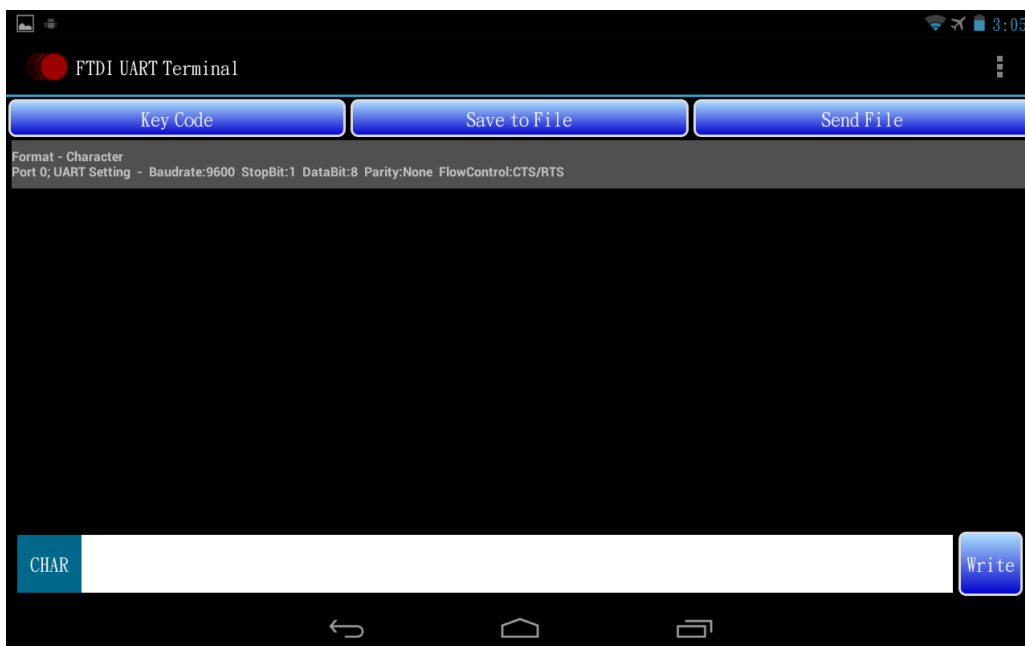 3:05
FTDI UART Terminal
Key Code
Save to File
Send File
Format - Character
Port 0; UART Setting - Baudrate:9600 StopBit:1 DataBit:8 Parity:None FlowControl:CTS/RTS
CHAR
Write